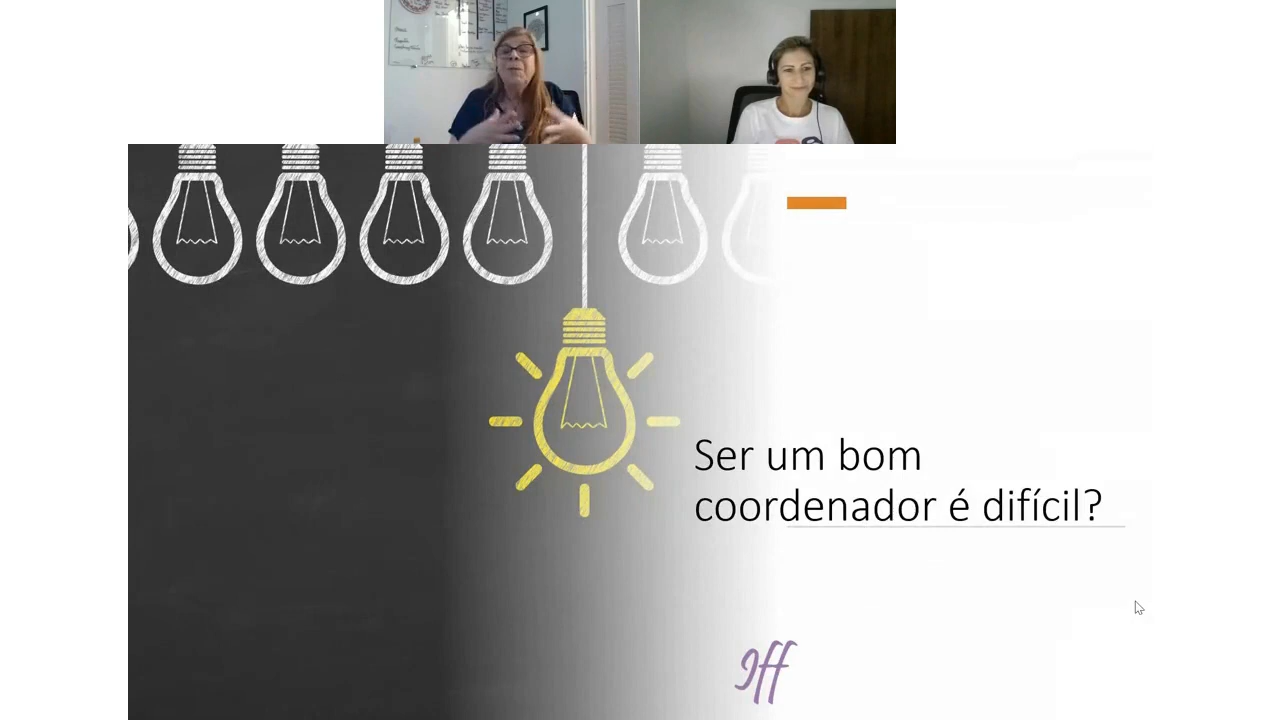 Ser um bom
coordenador é difícil?
Iff